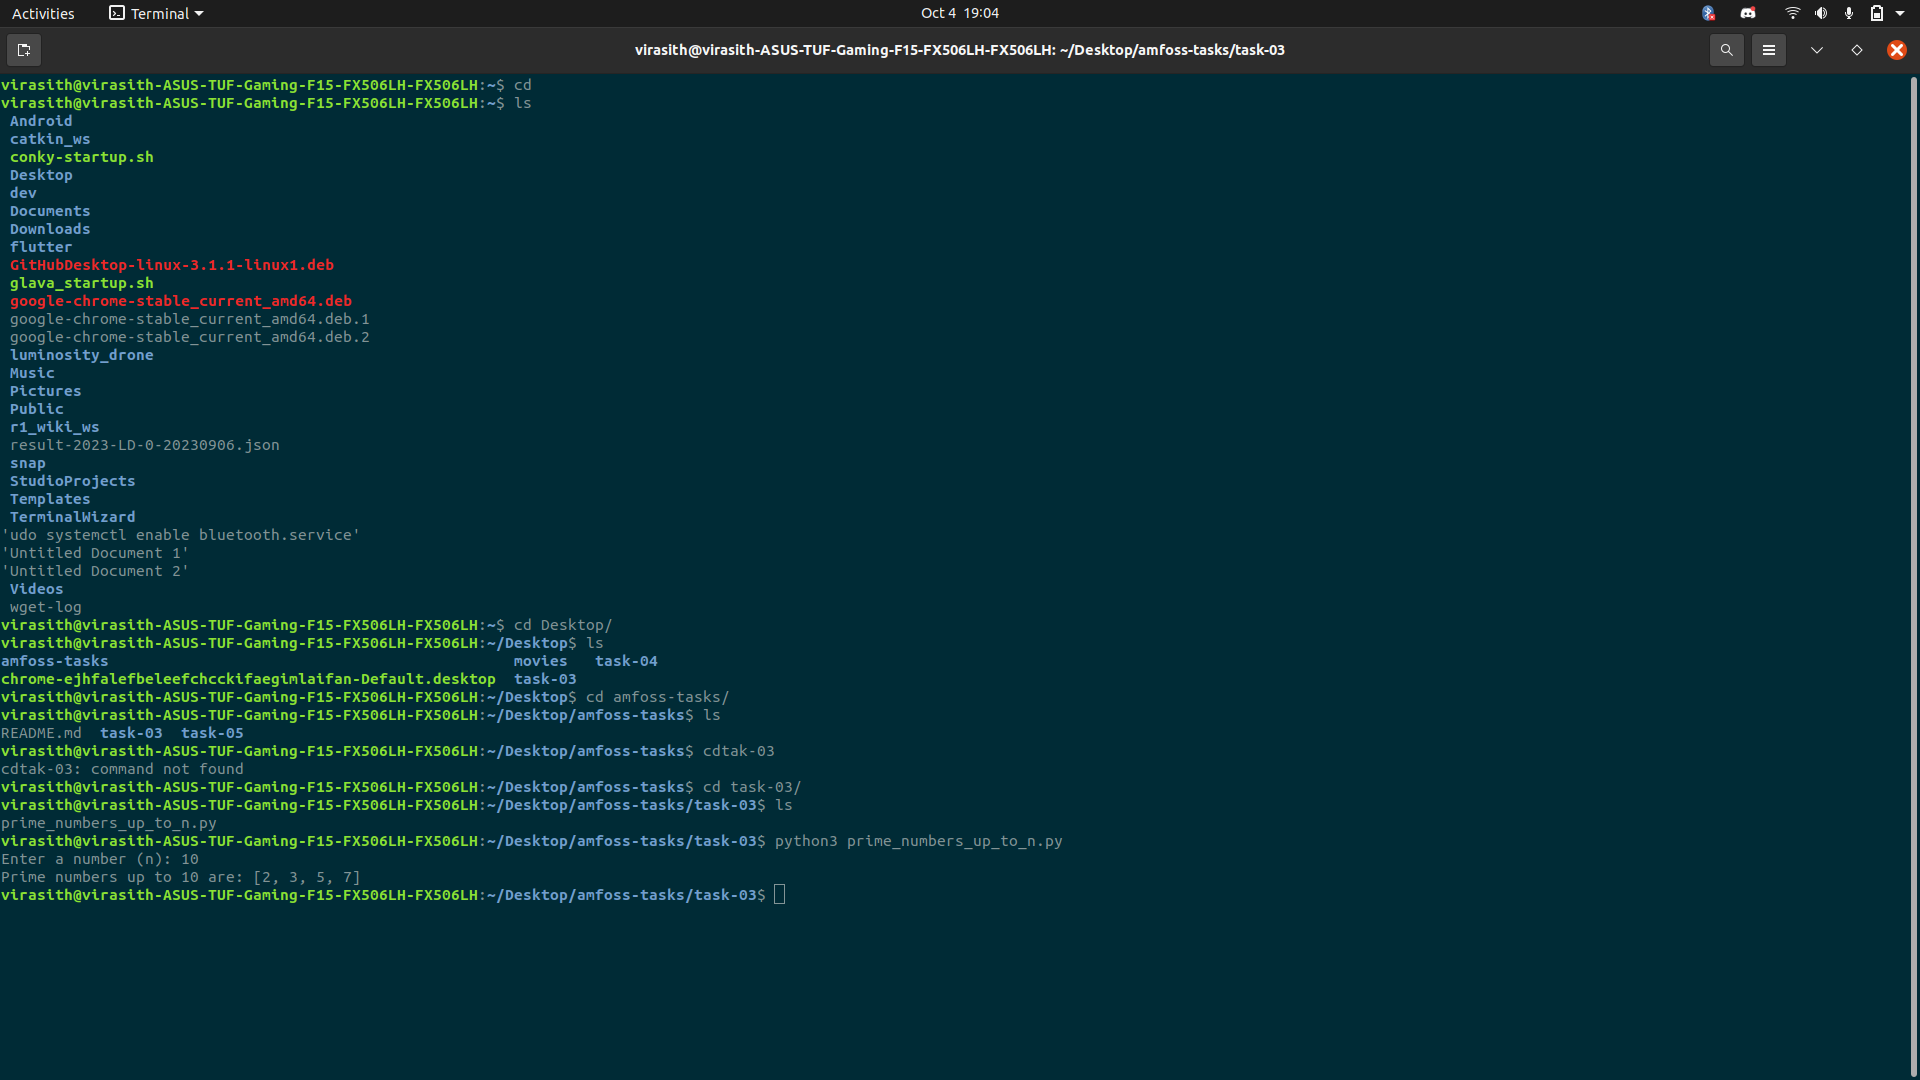 Activities Terminal Oct 4 19:04
virasith@virasith-ASUS-TUF-Gaming-F15-FX506LH-FX506LH: ~/Desktop/amfoss-tasks/task-03
virasith@virasith-ASUS-TUF-Gaming-F15-FX506LH-FX506LH:~$ cd
virasith@virasith-ASUS-TUF-Gaming-F15-FX506LH-FX506LH:~$ ls
Android
catkin_ws
conky-startup.sh
Desktop
dev
Documents
Downloads
flutter
GitHubDesktop-linux-3.1.1-linux1.deb
glava_startup.sh
google-chrome-stable_current_amd64.deb
google-chrome-stable_current_amd64.deb.1
google-chrome-stable_current_amd64.deb.2
luminosity_drone
Music
Pictures
Public
r1_wiki_ws
result-2023-LD-0-20230906.json
snap
StudioProjects
Templates
TerminalWizard
'udo systemctl enable bluetooth.service'
'Untitled Document 1'
'Untitled Document 2'
Videos
wget-log
virasith@virasith-ASUS-TUF-Gaming-F15-FX506LH-FX506LH:~$ cd Desktop/
virasith@virasith-ASUS-TUF-Gaming-F15-FX506LH-FX506LH:~/Desktop$ ls
amfoss-tasks movies task-04
chrome-ejhfalefbeleefchcckifaegimlaifan-Default.desktop task-03
virasith@virasith-ASUS-TUF-Gaming-F15-FX506LH-FX506LH:~/Desktop$ cd amfoss-tasks/
virasith@virasith-ASUS-TUF-Gaming-F15-FX506LH-FX506LH:~/Desktop/amfoss-tasks$ ls
README.md task-03 task-05
virasith@virasith-ASUS-TUF-Gaming-F15-FX506LH-FX506LH:~/Desktop/amfoss-tasks$ cdtak-03
cdtak-03: command not found
virasith@virasith-ASUS-TUF-Gaming-F15-FX506LH-FX506LH:~/Desktop/amfoss-tasks$ cd task-03/
virasith@virasith-ASUS-TUF-Gaming-F15-FX506LH-FX506LH:~/Desktop/amfoss-tasks/task-03$ ls
prime_numbers_up_to_n.py
virasith@virasith-ASUS-TUF-Gaming-F15-FX506LH-FX506LH:~/Desktop/amfoss-tasks/task-03$ python3 prime_numbers_up_to_n.py
Enter a number (n): 10
Prime numbers up to 10 are: [2, 3, 5, 7]
virasith@virasith-ASUS-TUF-Gaming-F15-FX506LH-FX506LH:~/Desktop/amfoss-tasks/task-03$